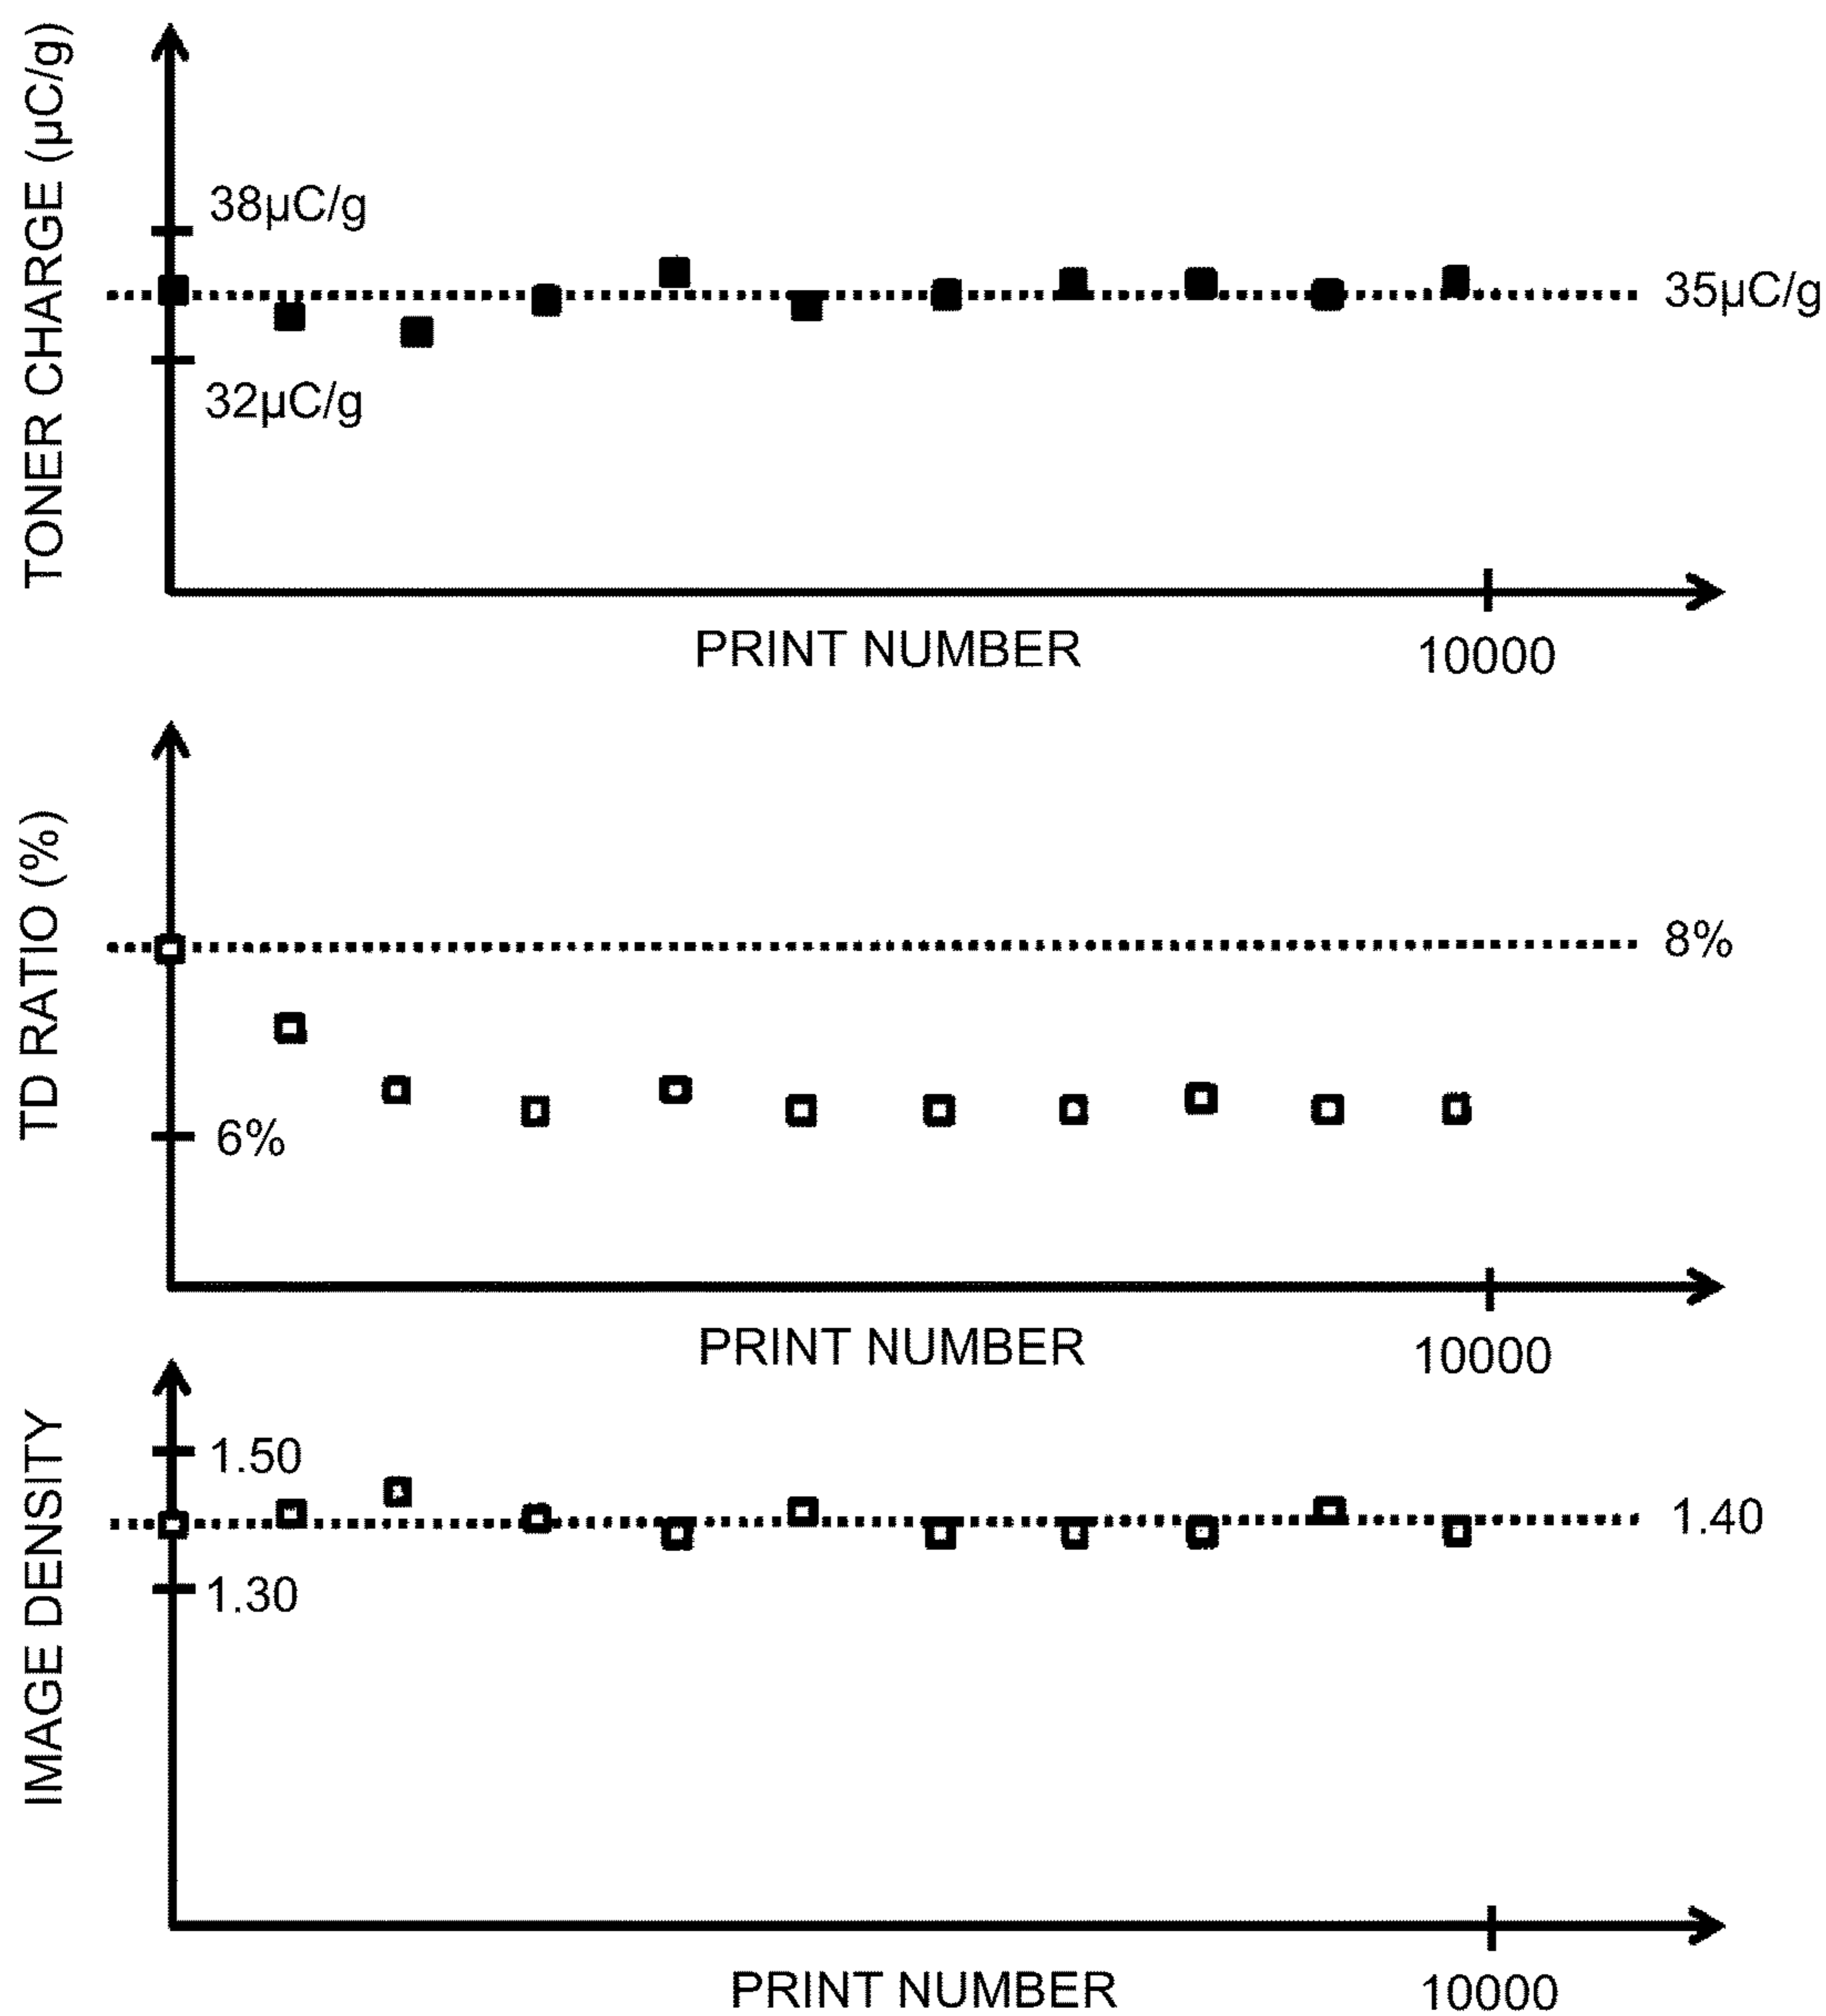 TONER CHARGE (µC/g)
38µC/g
35µC/g
32µC/g
PRINT NUMBER
10000
TD RATIO (%)
8%
6%
PRINT NUMBER
10000
IMAGE DENSITY
1.50
1.40
1.30
PRINT NUMBER
10000